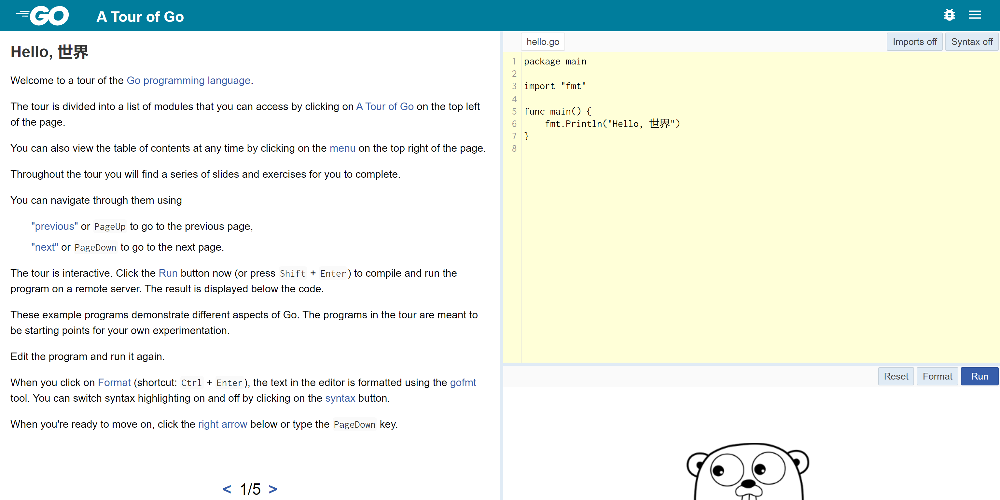 GO
A Tour of Go
Hello, 世界
Welcome to a tour of the Go programming language.
The tour is divided into a list of modules that you can access by clicking on A Tour of Go on the top left
of the page.
You can also view the table of contents at any time by clicking on the menu on the top right of the page.
Throughout the tour you will find a series of slides and exercises for you to complete.
You can navigate through them using
"previous" or PageUp to go to the previous page,
"next" or PageDown to go to the next page.
The tour is interactive. Click the Run button now (or press Shift + Enter) to compile and run the
program on a remote server. The result is displayed below the code.
These example programs demonstrate different aspects of Go. The programs in the tour are meant to
be starting points for your own experimentation.
Edit the program and run it again.
When you click on Format (shortcut: Ctrl + Enter), the text in the editor is formatted using the gofmt
tool. You can switch syntax highlighting on and off by clicking on the syntax button.
When you're ready to move on, click the right arrow below or type the PageDown key.
< 1/5 >
hello.go
Imports off
Syntax off
1 package main
2
3 import "fmt"
4
5 func main() {
6     fmt.Println("Hello, 世界")
7 }
8
Reset
Format
Run